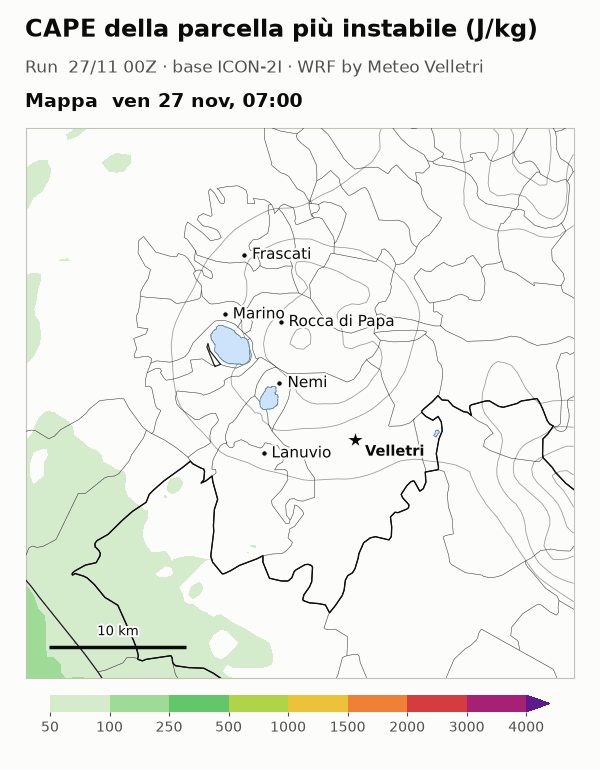 CAPE della parcella più instabile (J/kg)
Run 27/11 00Z · base ICON-2I · WRF by Meteo Velletri
Mappa ven 27 nov, 07:00
Frascati
Marino
Rocca di Papa
Nemi
Velletri
Lanuvio
10 km
50 100 250 500 1000 1500 2000 3000 4000